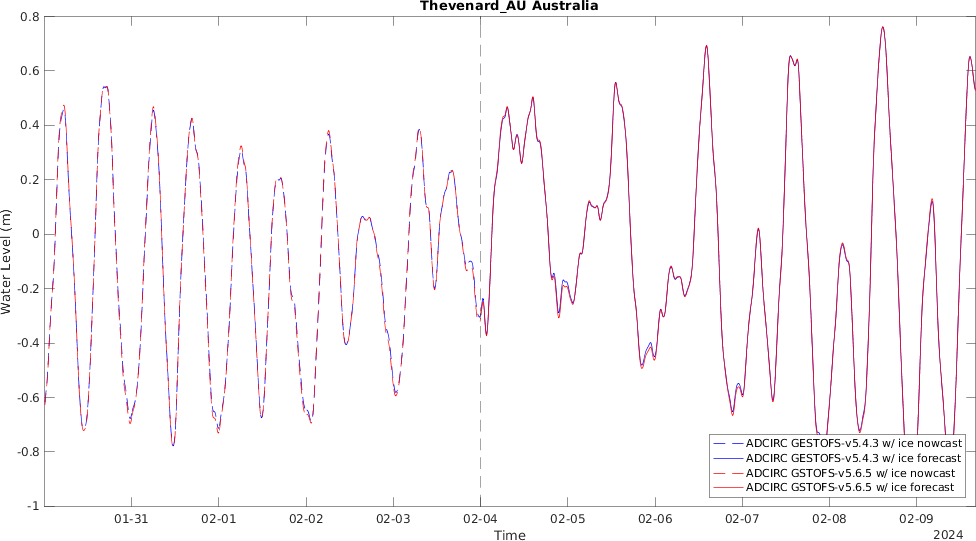 Thevenard_AU Australia
0.8
0.6
0.4
0.2
0
-0.2
-0.4
-0.6
-0.8
-1
Water Level (m)
ADCIRC GESTOFS-v5.4.3 w/ ice nowcast
ADCIRC GESTOFS-v5.4.3 w/ ice forecast
ADCIRC GSTOFS-v5.6.5 w/ ice nowcast
ADCIRC GSTOFS-v5.6.5 w/ ice forecast
01-31 02-01 02-02 02-03 02-04 02-05 02-06 02-07 02-08 02-09
Time
2024